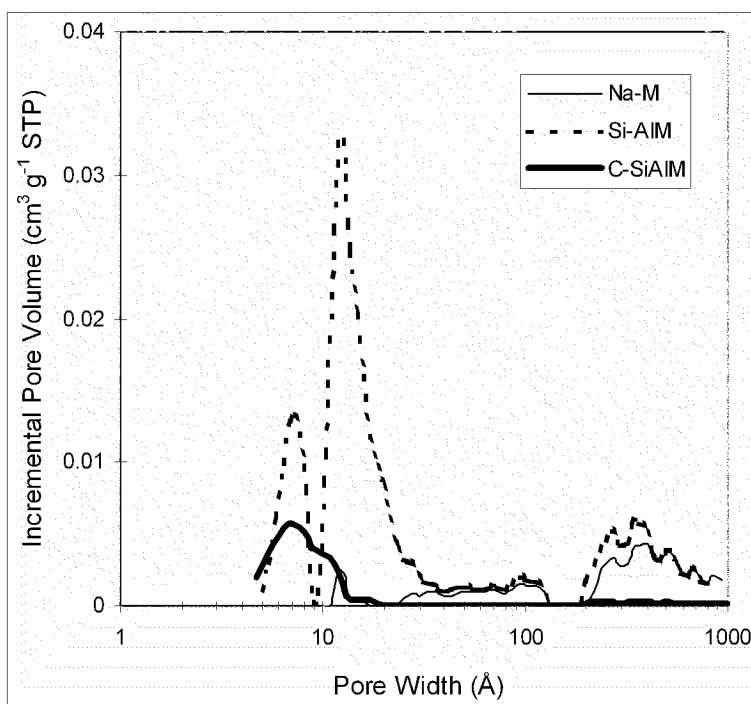 0.04
0.03
0.02
0.01
0
1
10
100
1000
Incremental Pore Volume (cm³ g⁻¹ STP)
Pore Width (Å)
Na-M
Si-AlM
C-SiAlM